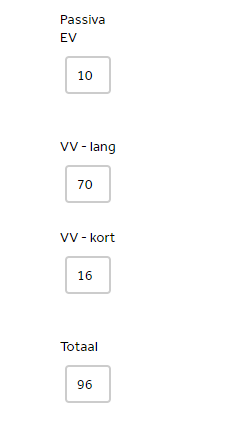 Passiva
EV
10
VV - lang
70
VV - kort
16
Totaal
96